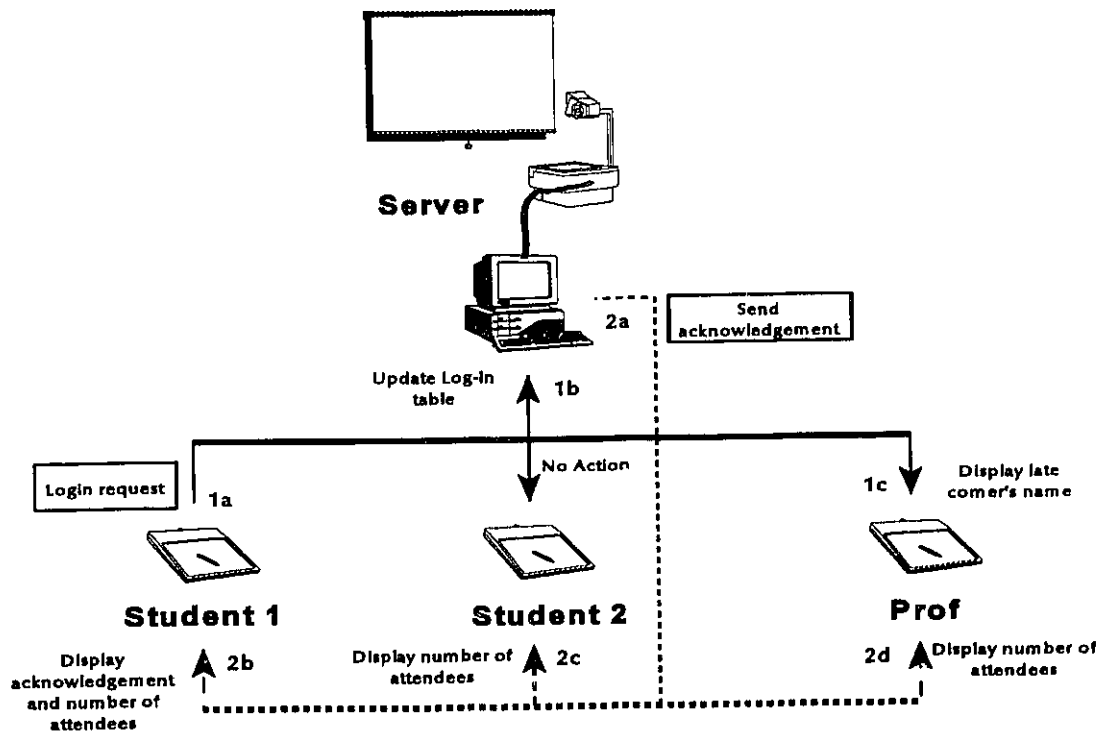 Server
2a
Send
acknowledgement
Update Log-in
table
1b
Login request
1a
No Action
1c
Display late
comer's name
Student 1
Student 2
Prof
Display
acknowledgement
and number of
attendees
2b
Display number of
attendees
2c
2d
Display number of
attendees